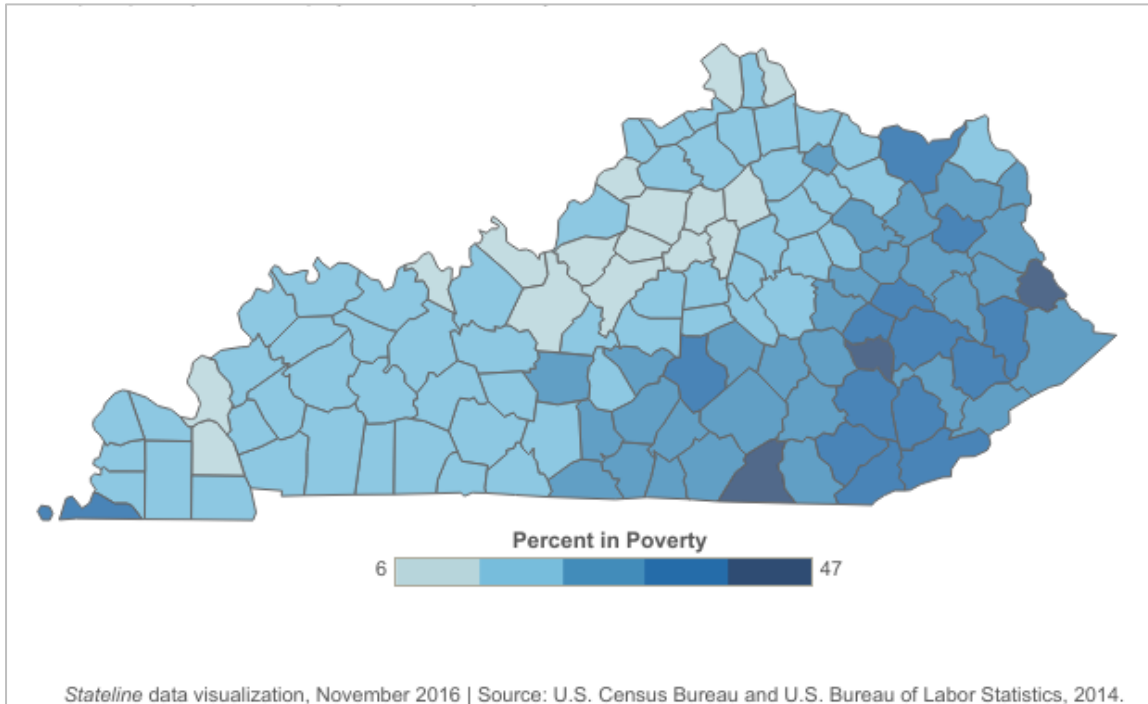 Percent in Poverty
6 47
Stateline data visualization, November 2016 | Source: U.S. Census Bureau and U.S. Bureau of Labor Statistics, 2014.